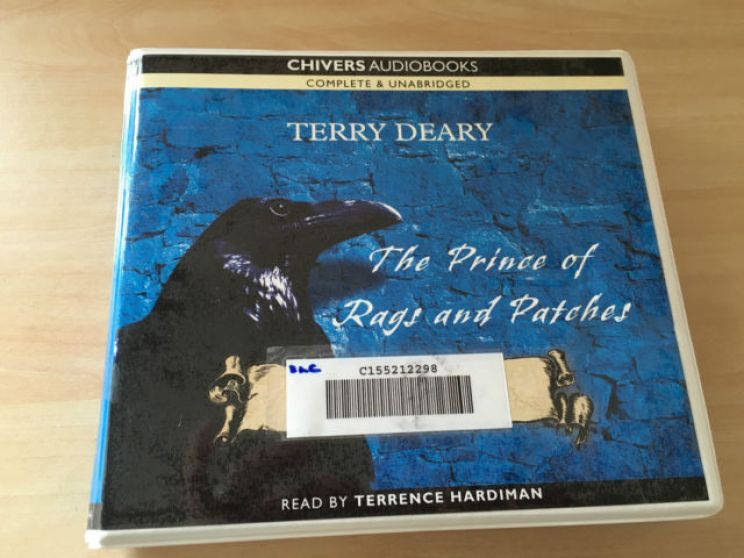 CHIVERS AUDIOBOOKS
COMPLETE & UNABRIDGED
TERRY DEARY
The Prince of
Rags and Patches
C155212298
READ BY TERRENCE HARDIMAN